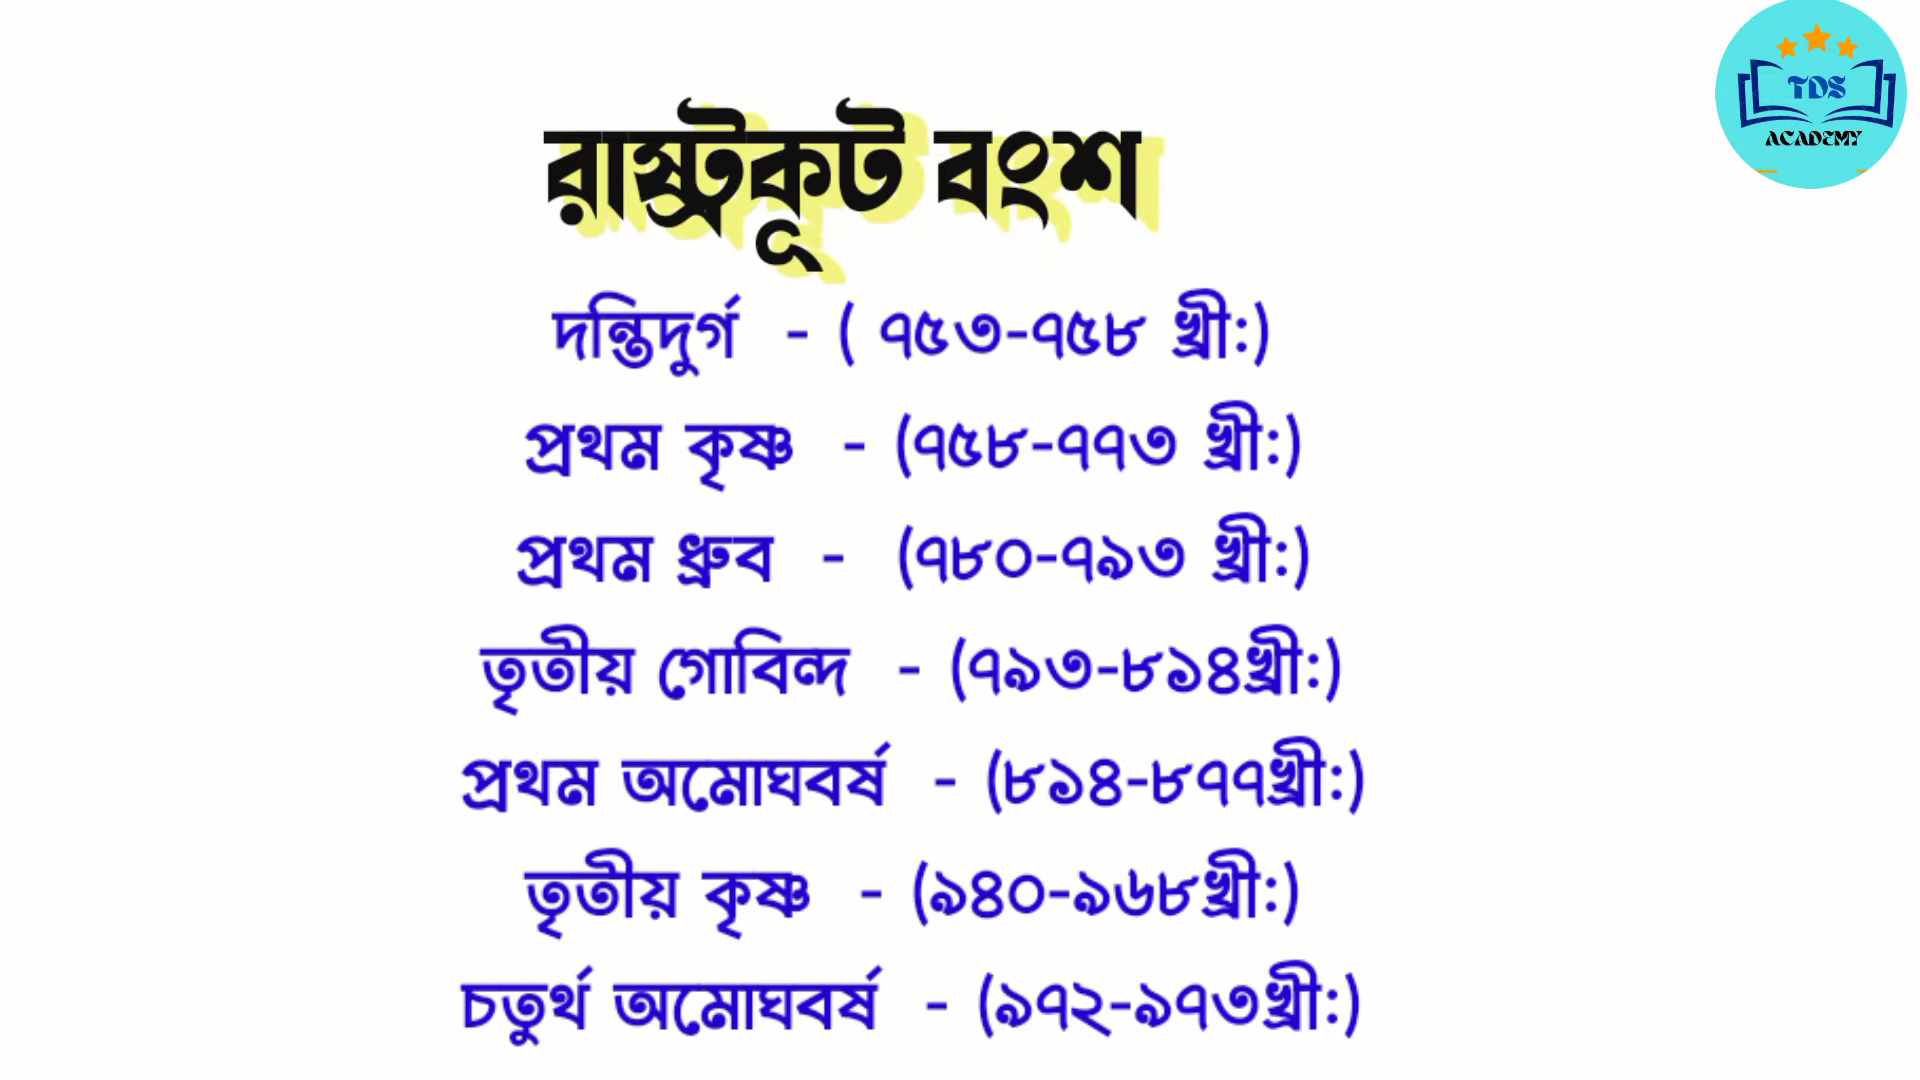 TDS
ACADEMY
রাষ্ট্রকূট বংশ
দন্তিদুর্গ - ( ৭৫৩-৭৫৮ খ্রী:)
প্রথম কৃষ্ণ - (৭৫৮-৭৭৩ খ্রী:)
প্রথম ধ্রুব - (৭৮০-৭৯৩ খ্রী:)
তৃতীয় গোবিন্দ - (৭৯৩-৮১৪খ্রী:)
প্রথম অমোঘবর্ষ - (৮১৪-৮৭৭খ্রী:)
তৃতীয় কৃষ্ণ - (৯৪০-৯৬৮খ্রী:)
চতুর্থ অমোঘবর্ষ - (৯৭২-৯৭৩খ্রী:)